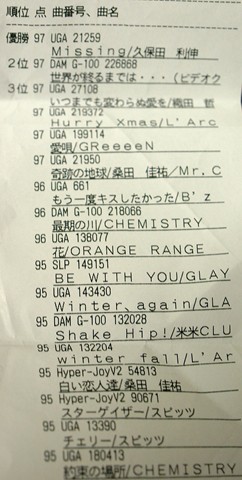 順位 点 曲番号、曲名
優勝 97 UGA 21259
Missing/久保田 利伸
2位 97 DAM G-100 226868
世界が終るまでは・・・(ビデオク
3位 97 UGA 27108
いつまでも変わらぬ愛を/織田 哲
97 UGA 219372
Hurry Xmas/L'Arc
97 UGA 199114
愛唄/GReeeeN
97 UGA 21950
奇跡の地球/桑田 佳祐/Mr.C
96 UGA 661
もう一度キスしたかった/B'z
96 DAM G-100 218066
最期の川/CHEMISTRY
96 UGA 138077
花/ORANGE RANGE
95 SLP 149151
BE WITH YOU/GLAY
95 UGA 143430
Winter,again/GLA
95 DAM G-100 132028
Shake Hip!/米米CLU
95 UGA 132204
winter fall/L'Ar
95 Hyper-JoyV2 54813
白い恋人達/桑田 佳祐
95 Hyper-JoyV2 90671
スターゲイザー/スピッツ
95 UGA 13390
チェリー/スピッツ
95 UGA 180413
約束の場所/CHEMISTRY